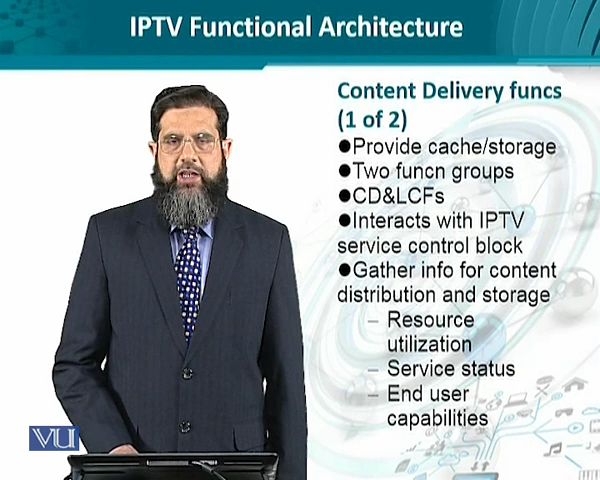 IPTV Functional Architecture
Content Delivery funcs
(1 of 2)
●Provide cache/storage
●Two funcn groups
●CD&LCFs
●Interacts with IPTV
service control block
●Gather info for content
distribution and storage
– Resource
utilization
– Service status
– End user
capabilities
VU